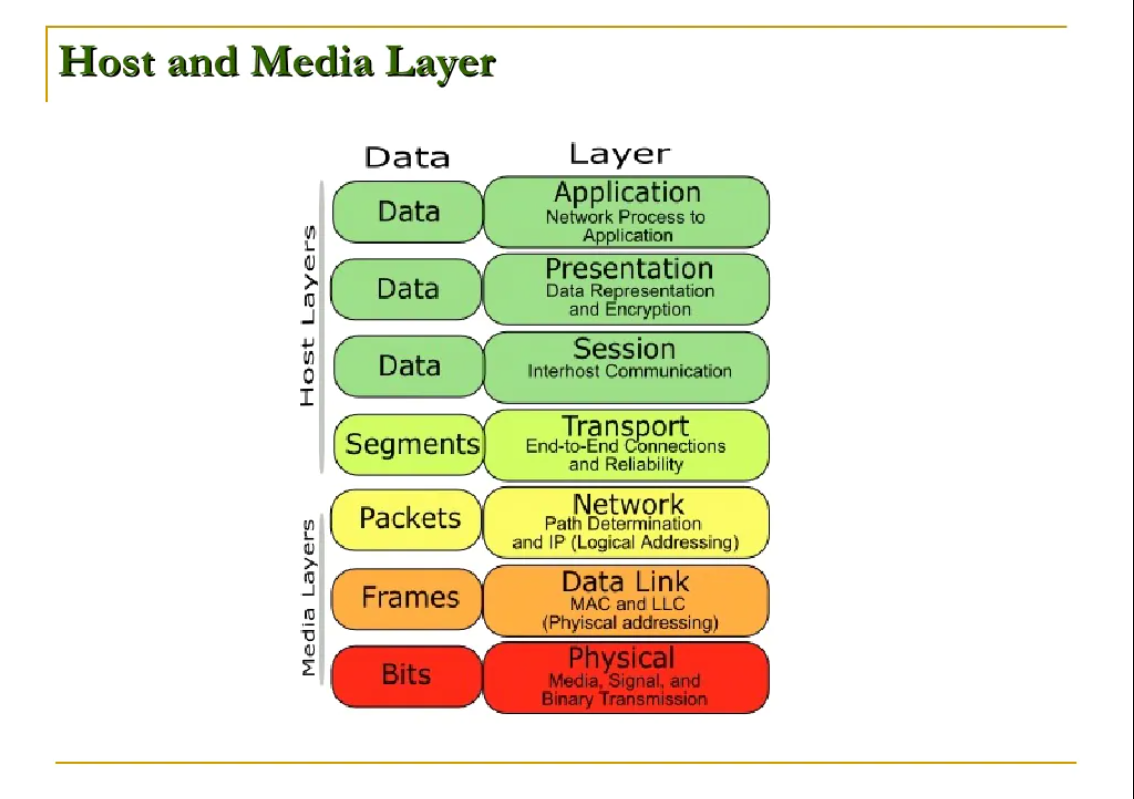 Host and Media Layer
Data
Layer
Host Layers
Data
Application
Network Process to
Application
Data
Presentation
Data Representation
and Encryption
Data
Session
Interhost Communication
Segments
Transport
End-to-End Connections
and Reliability
Media Layers
Packets
Network
Path Determination
and IP (Logical Addressing)
Frames
Data Link
MAC and LLC
(Phyiscal addressing)
Bits
Physical
Media, Signal, and
Binary Transmission